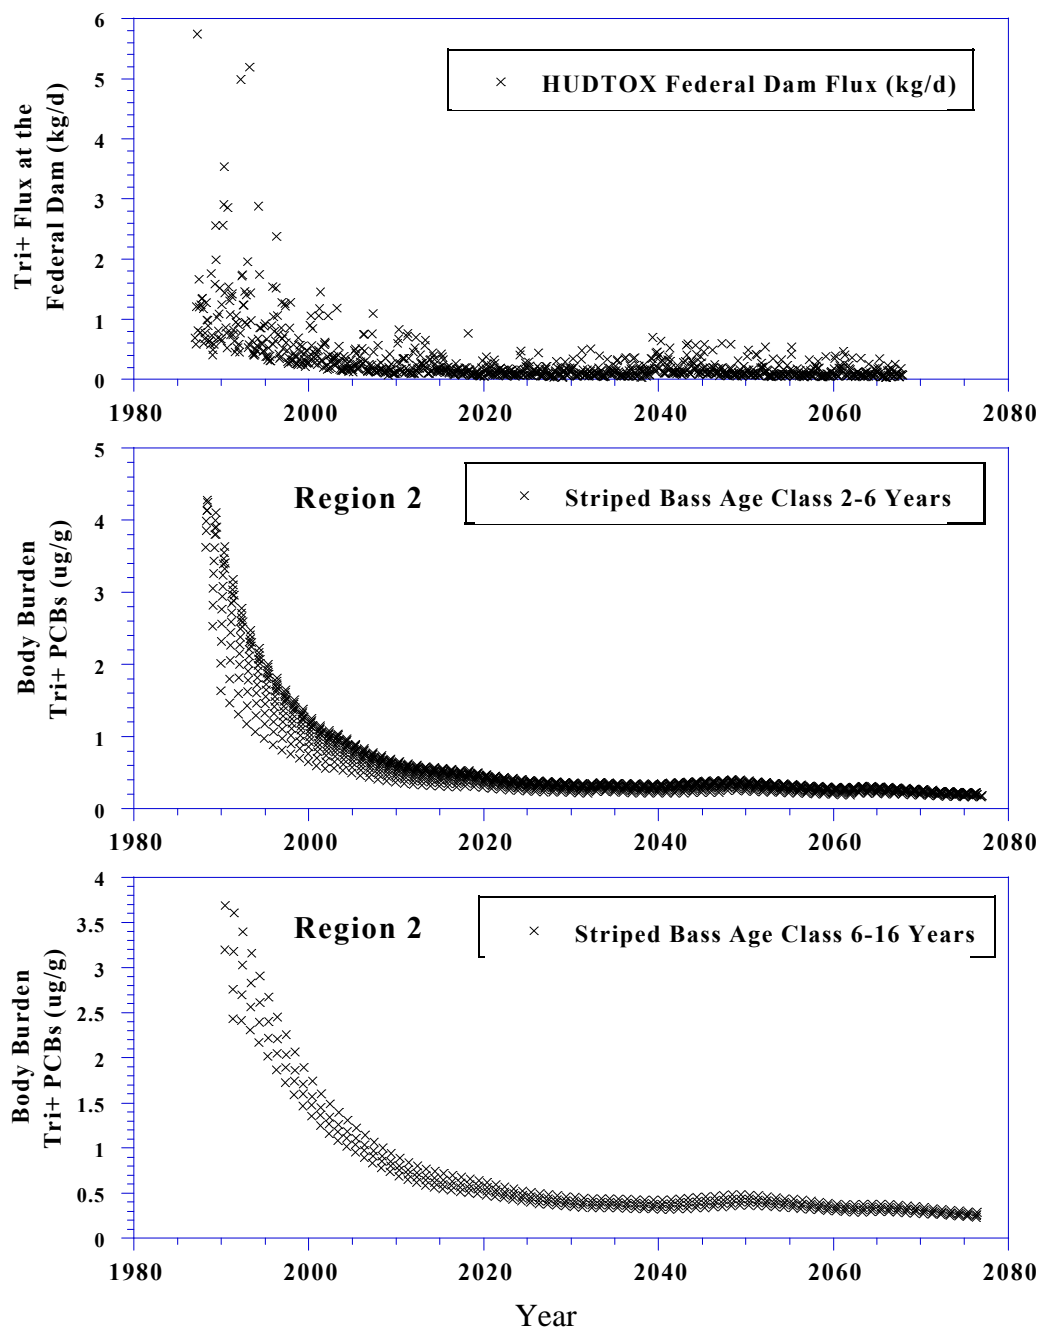 Tri+ Flux at the
Federal Dam (kg/d)
6
5
4
3
2
1
0
HUDTOX Federal Dam Flux (kg/d)
1980 2000 2020 2040 2060 2080
Body Burden
Tri+ PCBs (ug/g)
5
4
3
2
1
0
Region 2
Striped Bass Age Class 2-6 Years
1980 2000 2020 2040 2060 2080
Body Burden
Tri+ PCBs (ug/g)
4
3.5
3
2.5
2
1.5
1
0.5
0
Region 2
Striped Bass Age Class 6-16 Years
1980 2000 2020 2040 2060 2080
Year